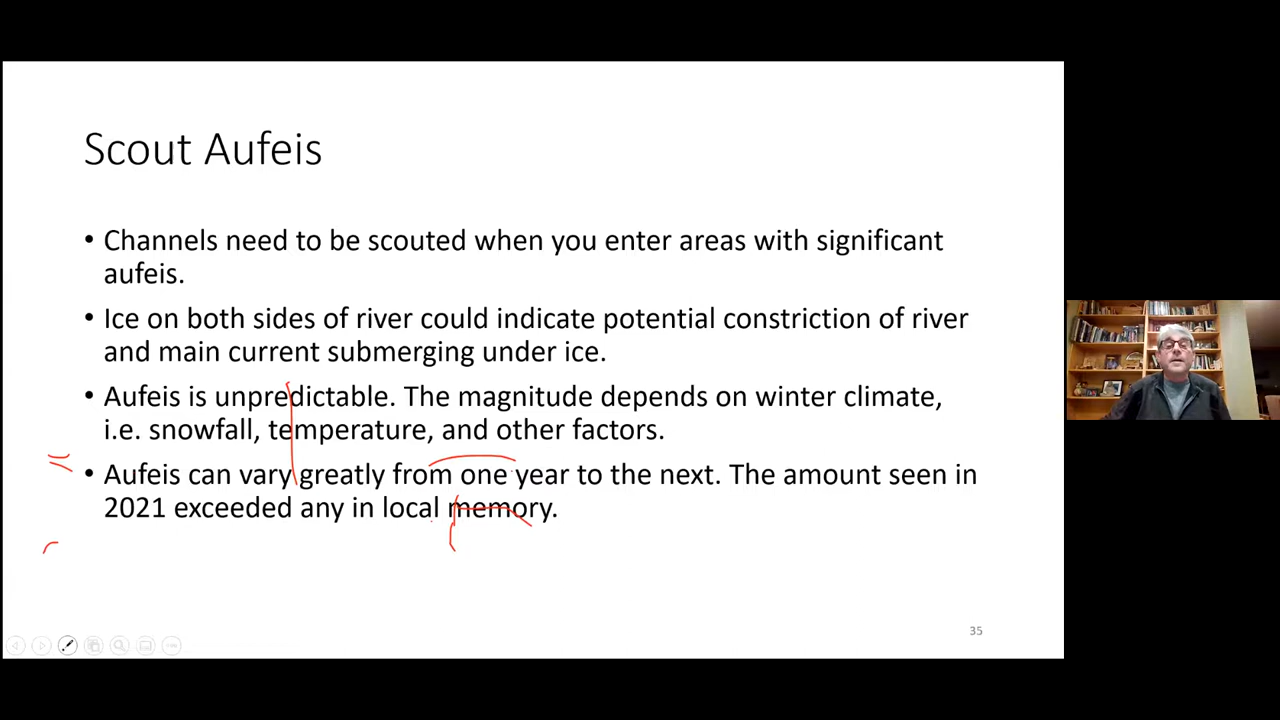 Scout Aufeis
• Channels need to be scouted when you enter areas with significant
aufeis.
• Ice on both sides of river could indicate potential constriction of river
and main current submerging under ice.
• Aufeis is unpredictable. The magnitude depends on winter climate,
i.e. snowfall, temperature, and other factors.
• Aufeis can vary greatly from one year to the next. The amount seen in
2021 exceeded any in local memory.
35